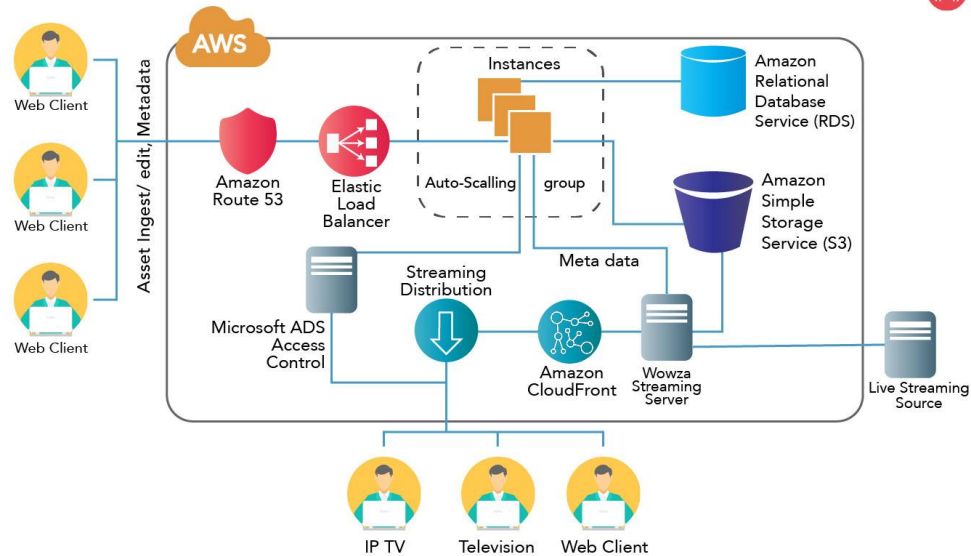 AWS
Web Client
Web Client
Web Client
Asset Ingest/ edit, Metadata
Amazon
Route 53
Elastic
Load
Balancer
Instances
Auto-Scalling group
Amazon
Relational
Database
Service (RDS)
Amazon
Simple
Storage
Service (S3)
Meta data
Microsoft ADS
Access
Control
Streaming
Distribution
Amazon
CloudFront
Wowza
Streaming
Server
Live Streaming
Source
IP TV
Television
Web Client